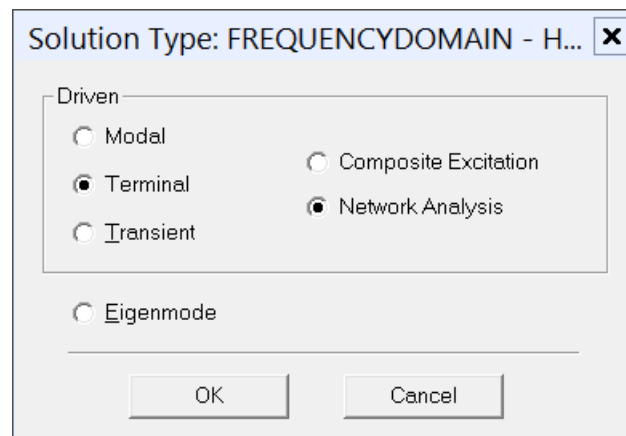 Solution Type: FREQUENCYDOMAIN - H...
Driven
Modal
Composite Excitation
Terminal
Network Analysis
Transient
Eigenmode
OK Cancel